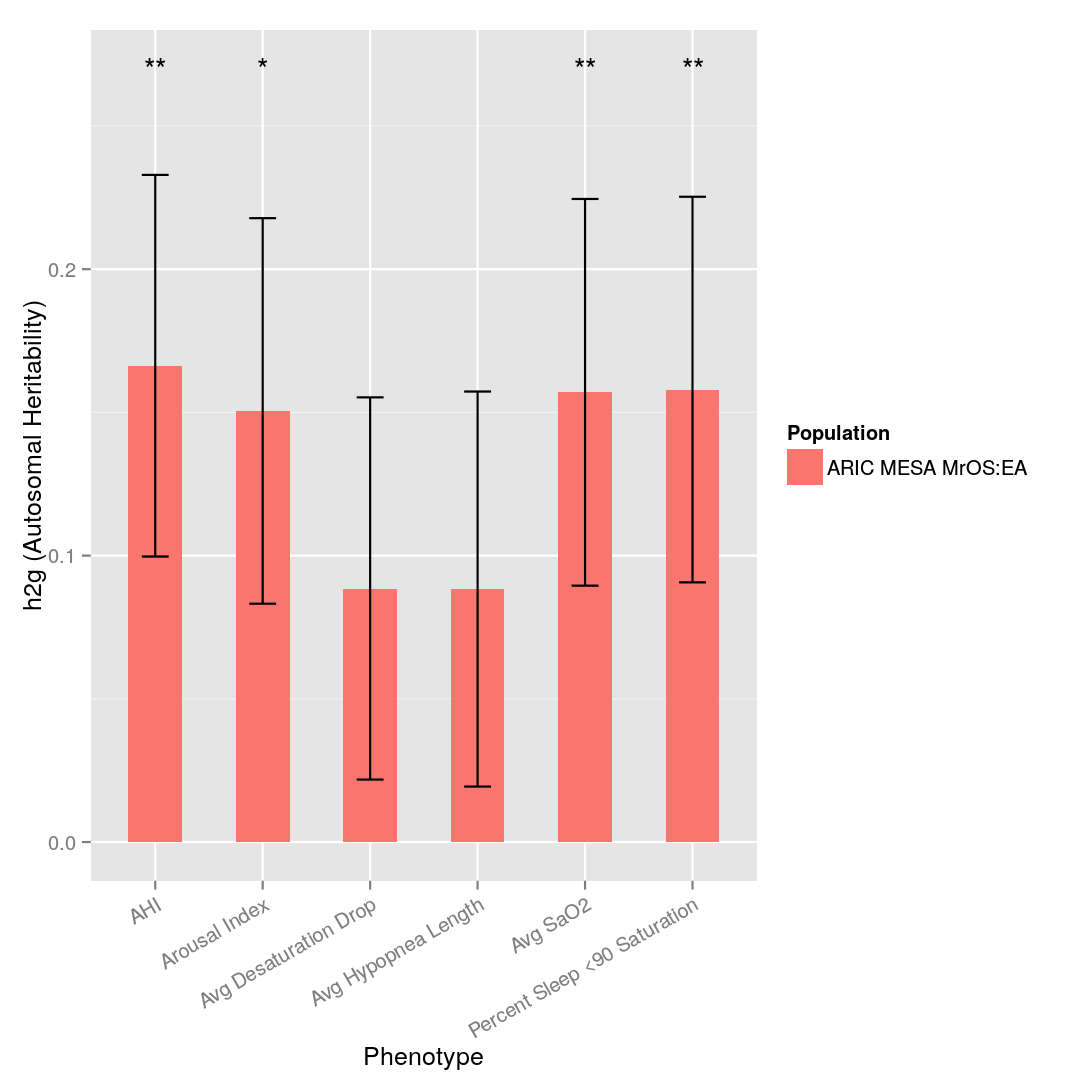 ** * ** **
h2g (Autosomal Heritability)
0.2
0.1
0.0
AHI
Arousal Index
Avg Desaturation Drop
Avg Hypopnea Length
Avg SaO2
Percent Sleep <90 Saturation
Phenotype
Population
ARIC MESA MrOS:EA